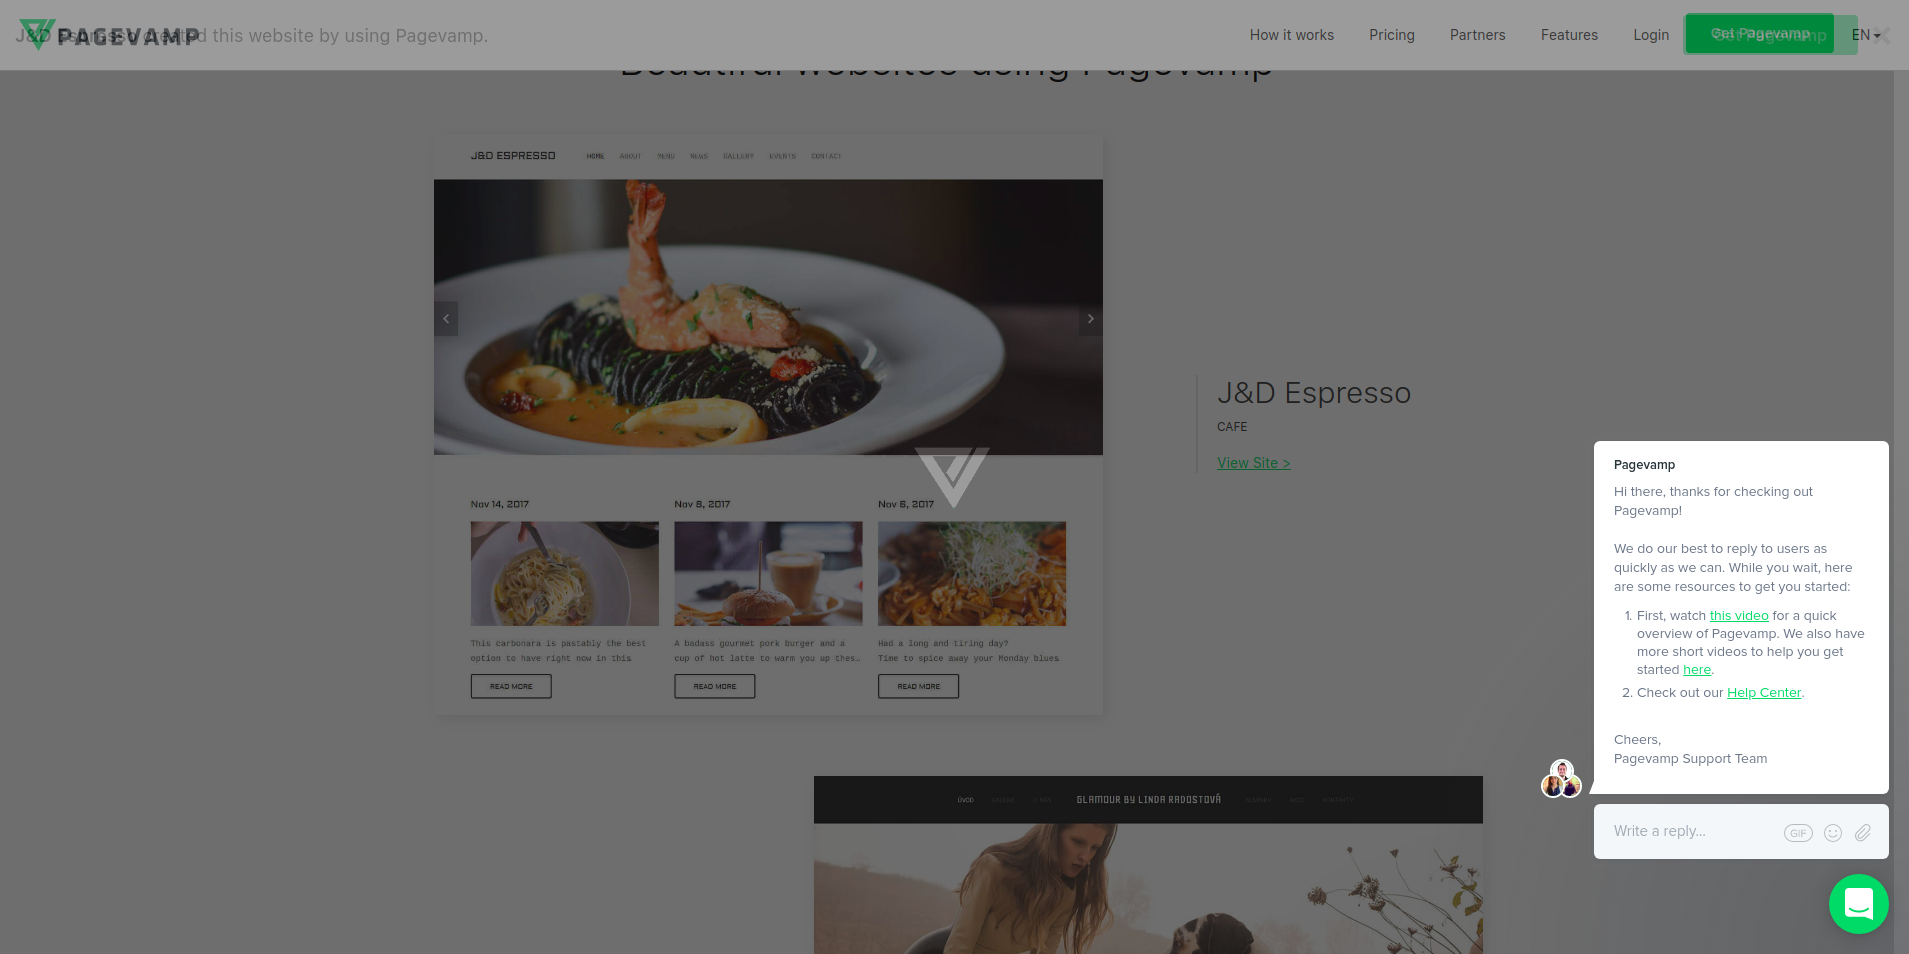 J&D Espresso created this website by using Pagevamp.
PAGEVAMP
How it works
Pricing
Partners
Features
Login
Get Pagevamp
Get Pagevamp
EN
Beautiful websites using Pagevamp
J&D ESPRESSO
HOME
ABOUT
MENU
NEWS
GALLERY
EVENTS
CONTACT
J&D Espresso
CAFE
View Site >
Nov 14, 2017
Nov 8, 2017
Nov 6, 2017
This carbonara is pastably the best
option to have right now in this
A badass gourmet pork burger and a
cup of hot latte to warm you up thes…
Had a long and tiring day?
Time to spice away your Monday blues
READ MORE
READ MORE
READ MORE
ÚVOD
GALERIE
O NÁS
GLAMOUR BY LINDA RADOSTOVÁ
KONTAKTY
Pagevamp
Hi there, thanks for checking out
Pagevamp!
We do our best to reply to users as
quickly as we can. While you wait, here
are some resources to get you started:
1. First, watch this video for a quick
overview of Pagevamp. We also have
more short videos to help you get
started here.
2. Check out our Help Center.
Cheers,
Pagevamp Support Team
Write a reply…
GIF